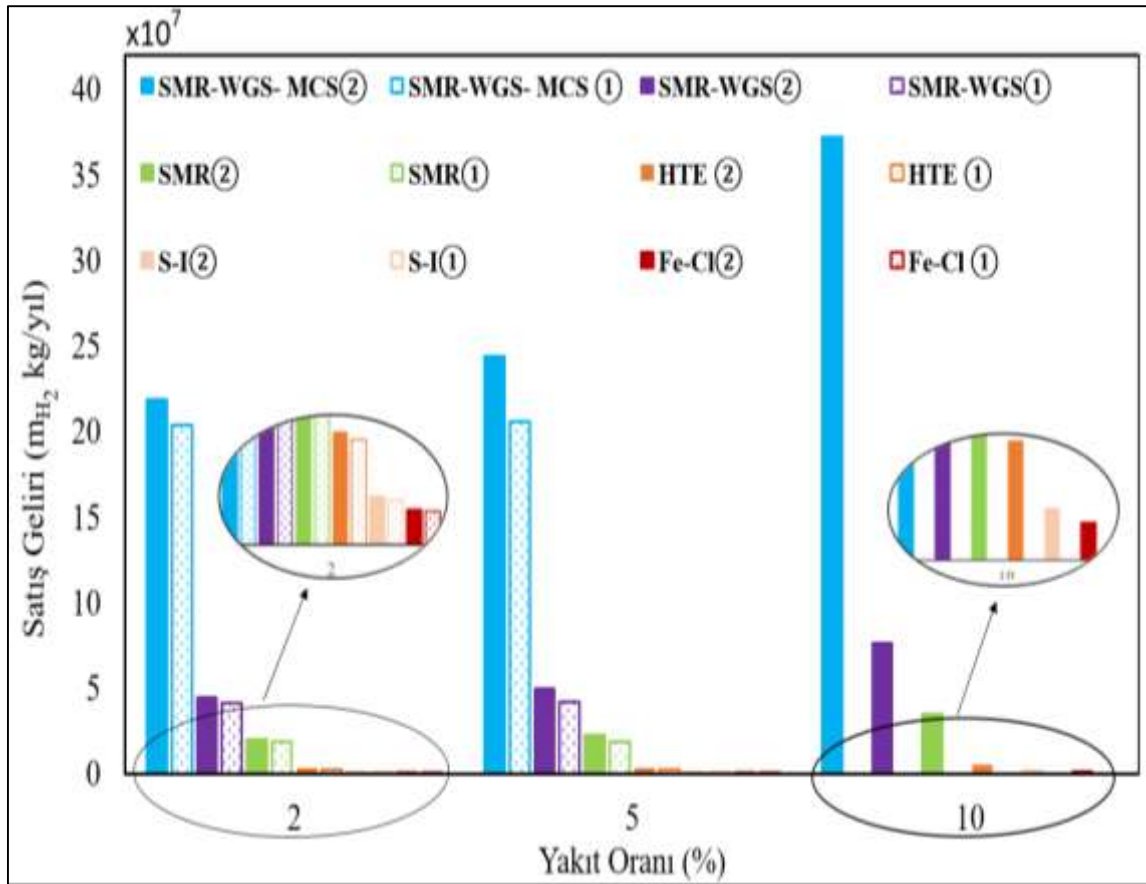 x10⁷
40
35
30
25
20
15
10
5
0
Satış Geliri (m_H₂ kg/yıl)
SMR-WGS- MCS② SMR-WGS- MCS ① SMR-WGS② SMR-WGS①
SMR② SMR① HTE ② HTE ①
S-I② S-I① Fe-Cl② Fe-Cl ①
2
10
2 5 10
Yakıt Oranı (%)